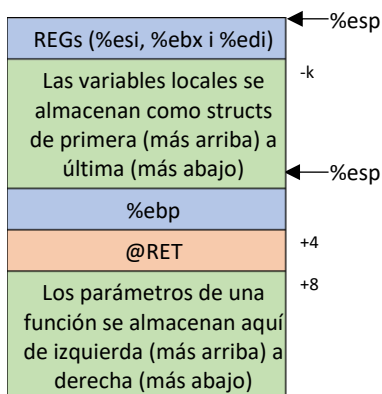 %esp
REGs (%esi, %ebx i %edi)
-k
Las variables locales se
almacenan como structs
de primera (más arriba) a
última (más abajo)
%esp
%ebp
@RET
+4
+8
Los parámetros de una
función se almacenan aquí
de izquierda (más arriba) a
derecha (más abajo)